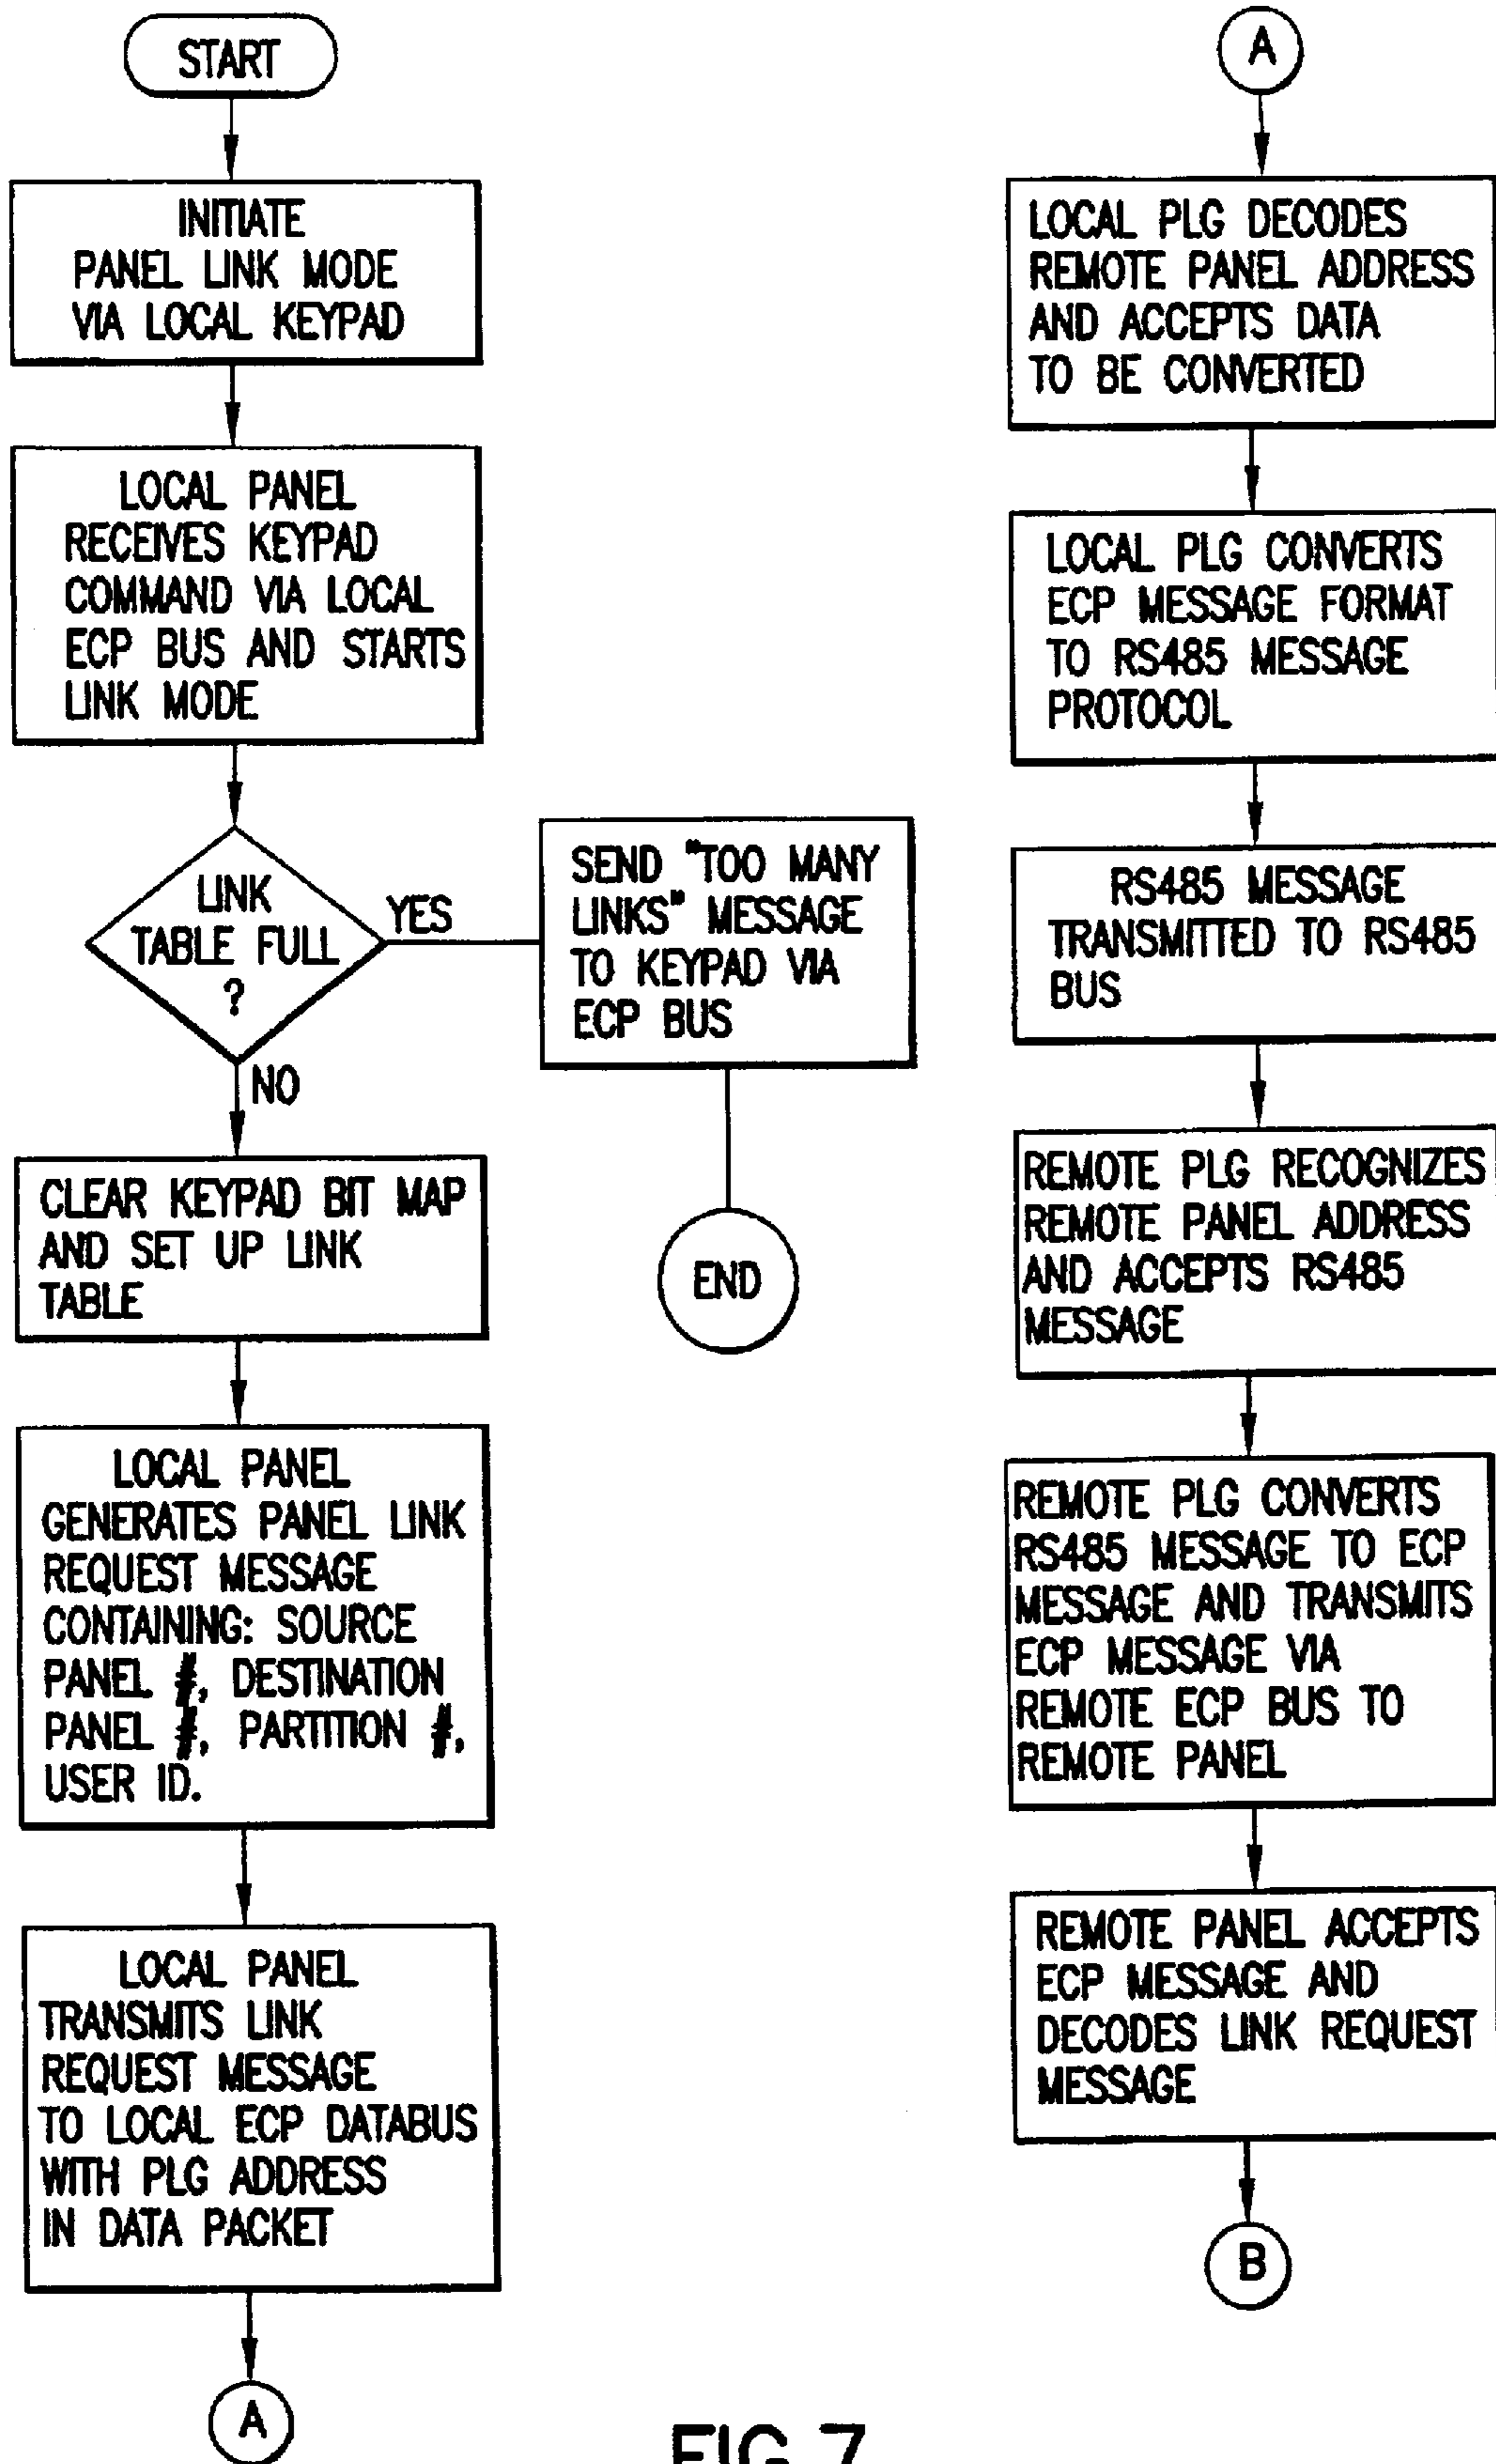 START
INITIATE
PANEL LINK MODE
VIA LOCAL KEYPAD
LOCAL PANEL
RECEIVES KEYPAD
COMMAND VIA LOCAL
ECP BUS AND STARTS
LINK MODE
LINK
TABLE FULL
?
YES
SEND "TOO MANY
LINKS" MESSAGE
TO KEYPAD VIA
ECP BUS
END
NO
CLEAR KEYPAD BIT MAP
AND SET UP LINK
TABLE
LOCAL PANEL
GENERATES PANEL LINK
REQUEST MESSAGE
CONTAINING: SOURCE
PANEL #, DESTINATION
PANEL #, PARTITION #,
USER ID.
LOCAL PANEL
TRANSMITS LINK
REQUEST MESSAGE
TO LOCAL ECP DATABUS
WITH PLG ADDRESS
IN DATA PACKET
A
A
LOCAL PLG DECODES
REMOTE PANEL ADDRESS
AND ACCEPTS DATA
TO BE CONVERTED
LOCAL PLG CONVERTS
ECP MESSAGE FORMAT
TO RS485 MESSAGE
PROTOCOL
RS485 MESSAGE
TRANSMITTED TO RS485
BUS
REMOTE PLG RECOGNIZES
REMOTE PANEL ADDRESS
AND ACCEPTS RS485
MESSAGE
REMOTE PLG CONVERTS
RS485 MESSAGE TO ECP
MESSAGE AND TRANSMITS
ECP MESSAGE VIA
REMOTE ECP BUS TO
REMOTE PANEL
REMOTE PANEL ACCEPTS
ECP MESSAGE AND
DECODES LINK REQUEST
MESSAGE
B
FIG. 7